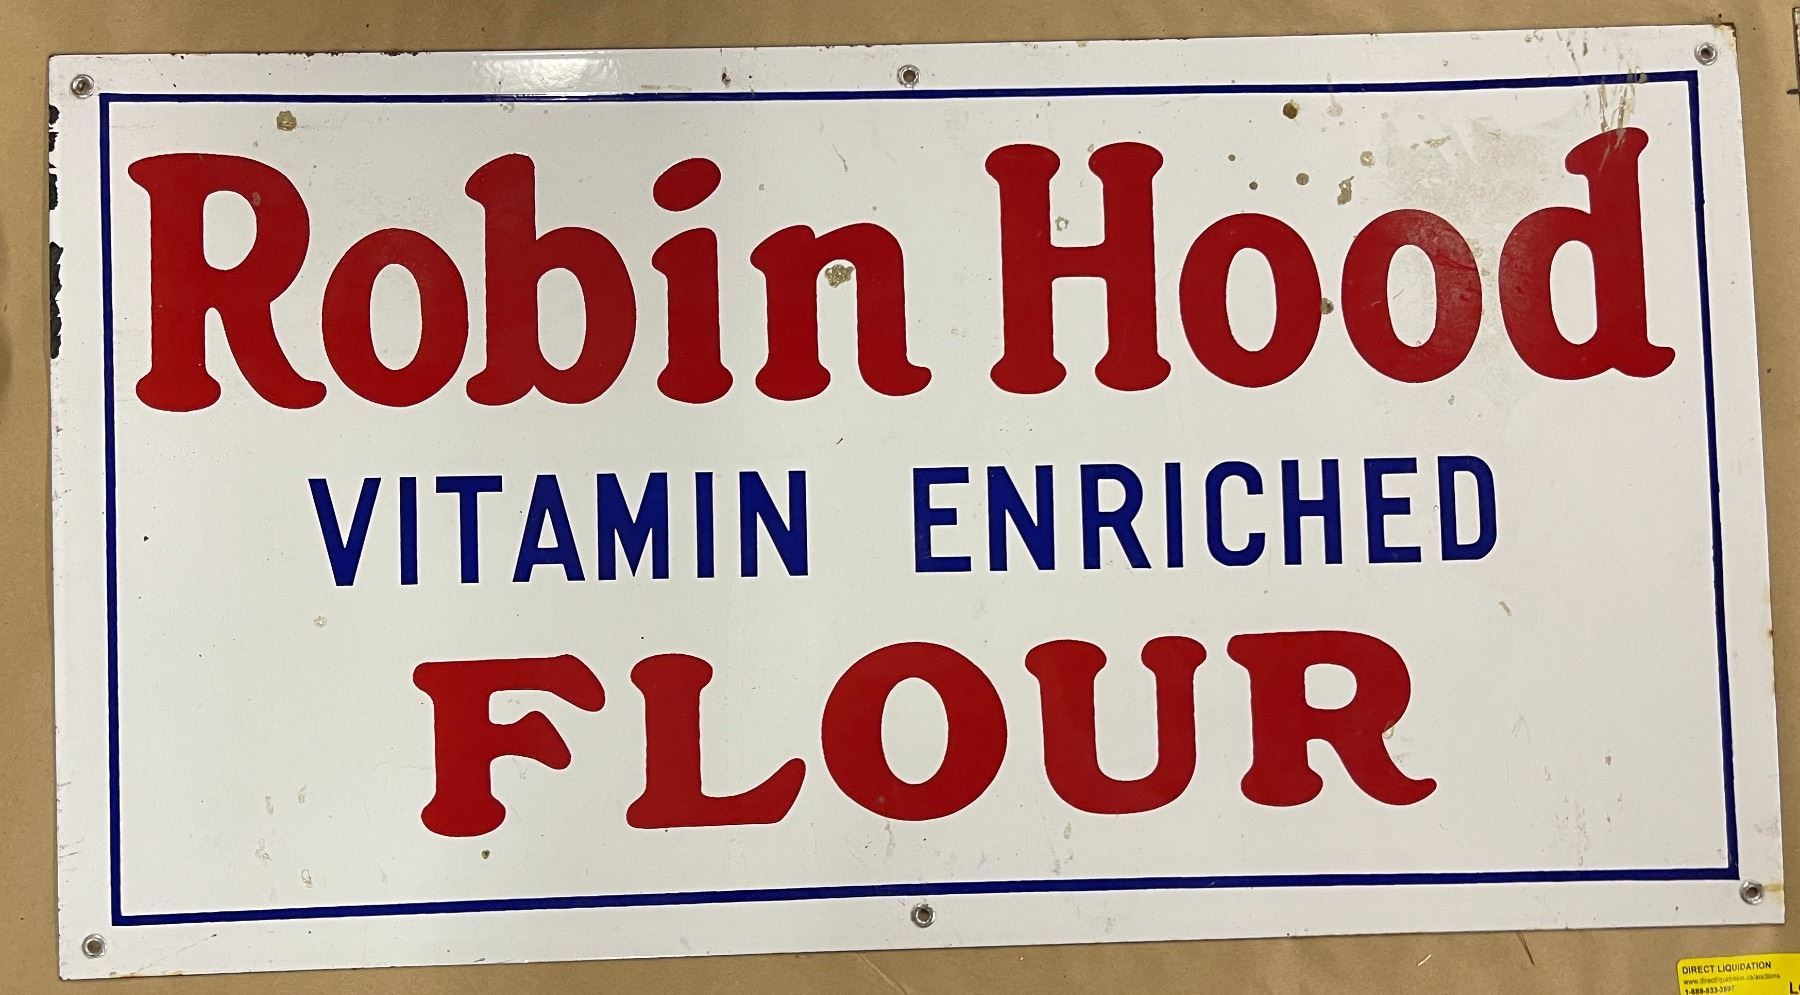 Robin Hood
VITAMIN ENRICHED
FLOUR
DIRECT LIQUIDATION